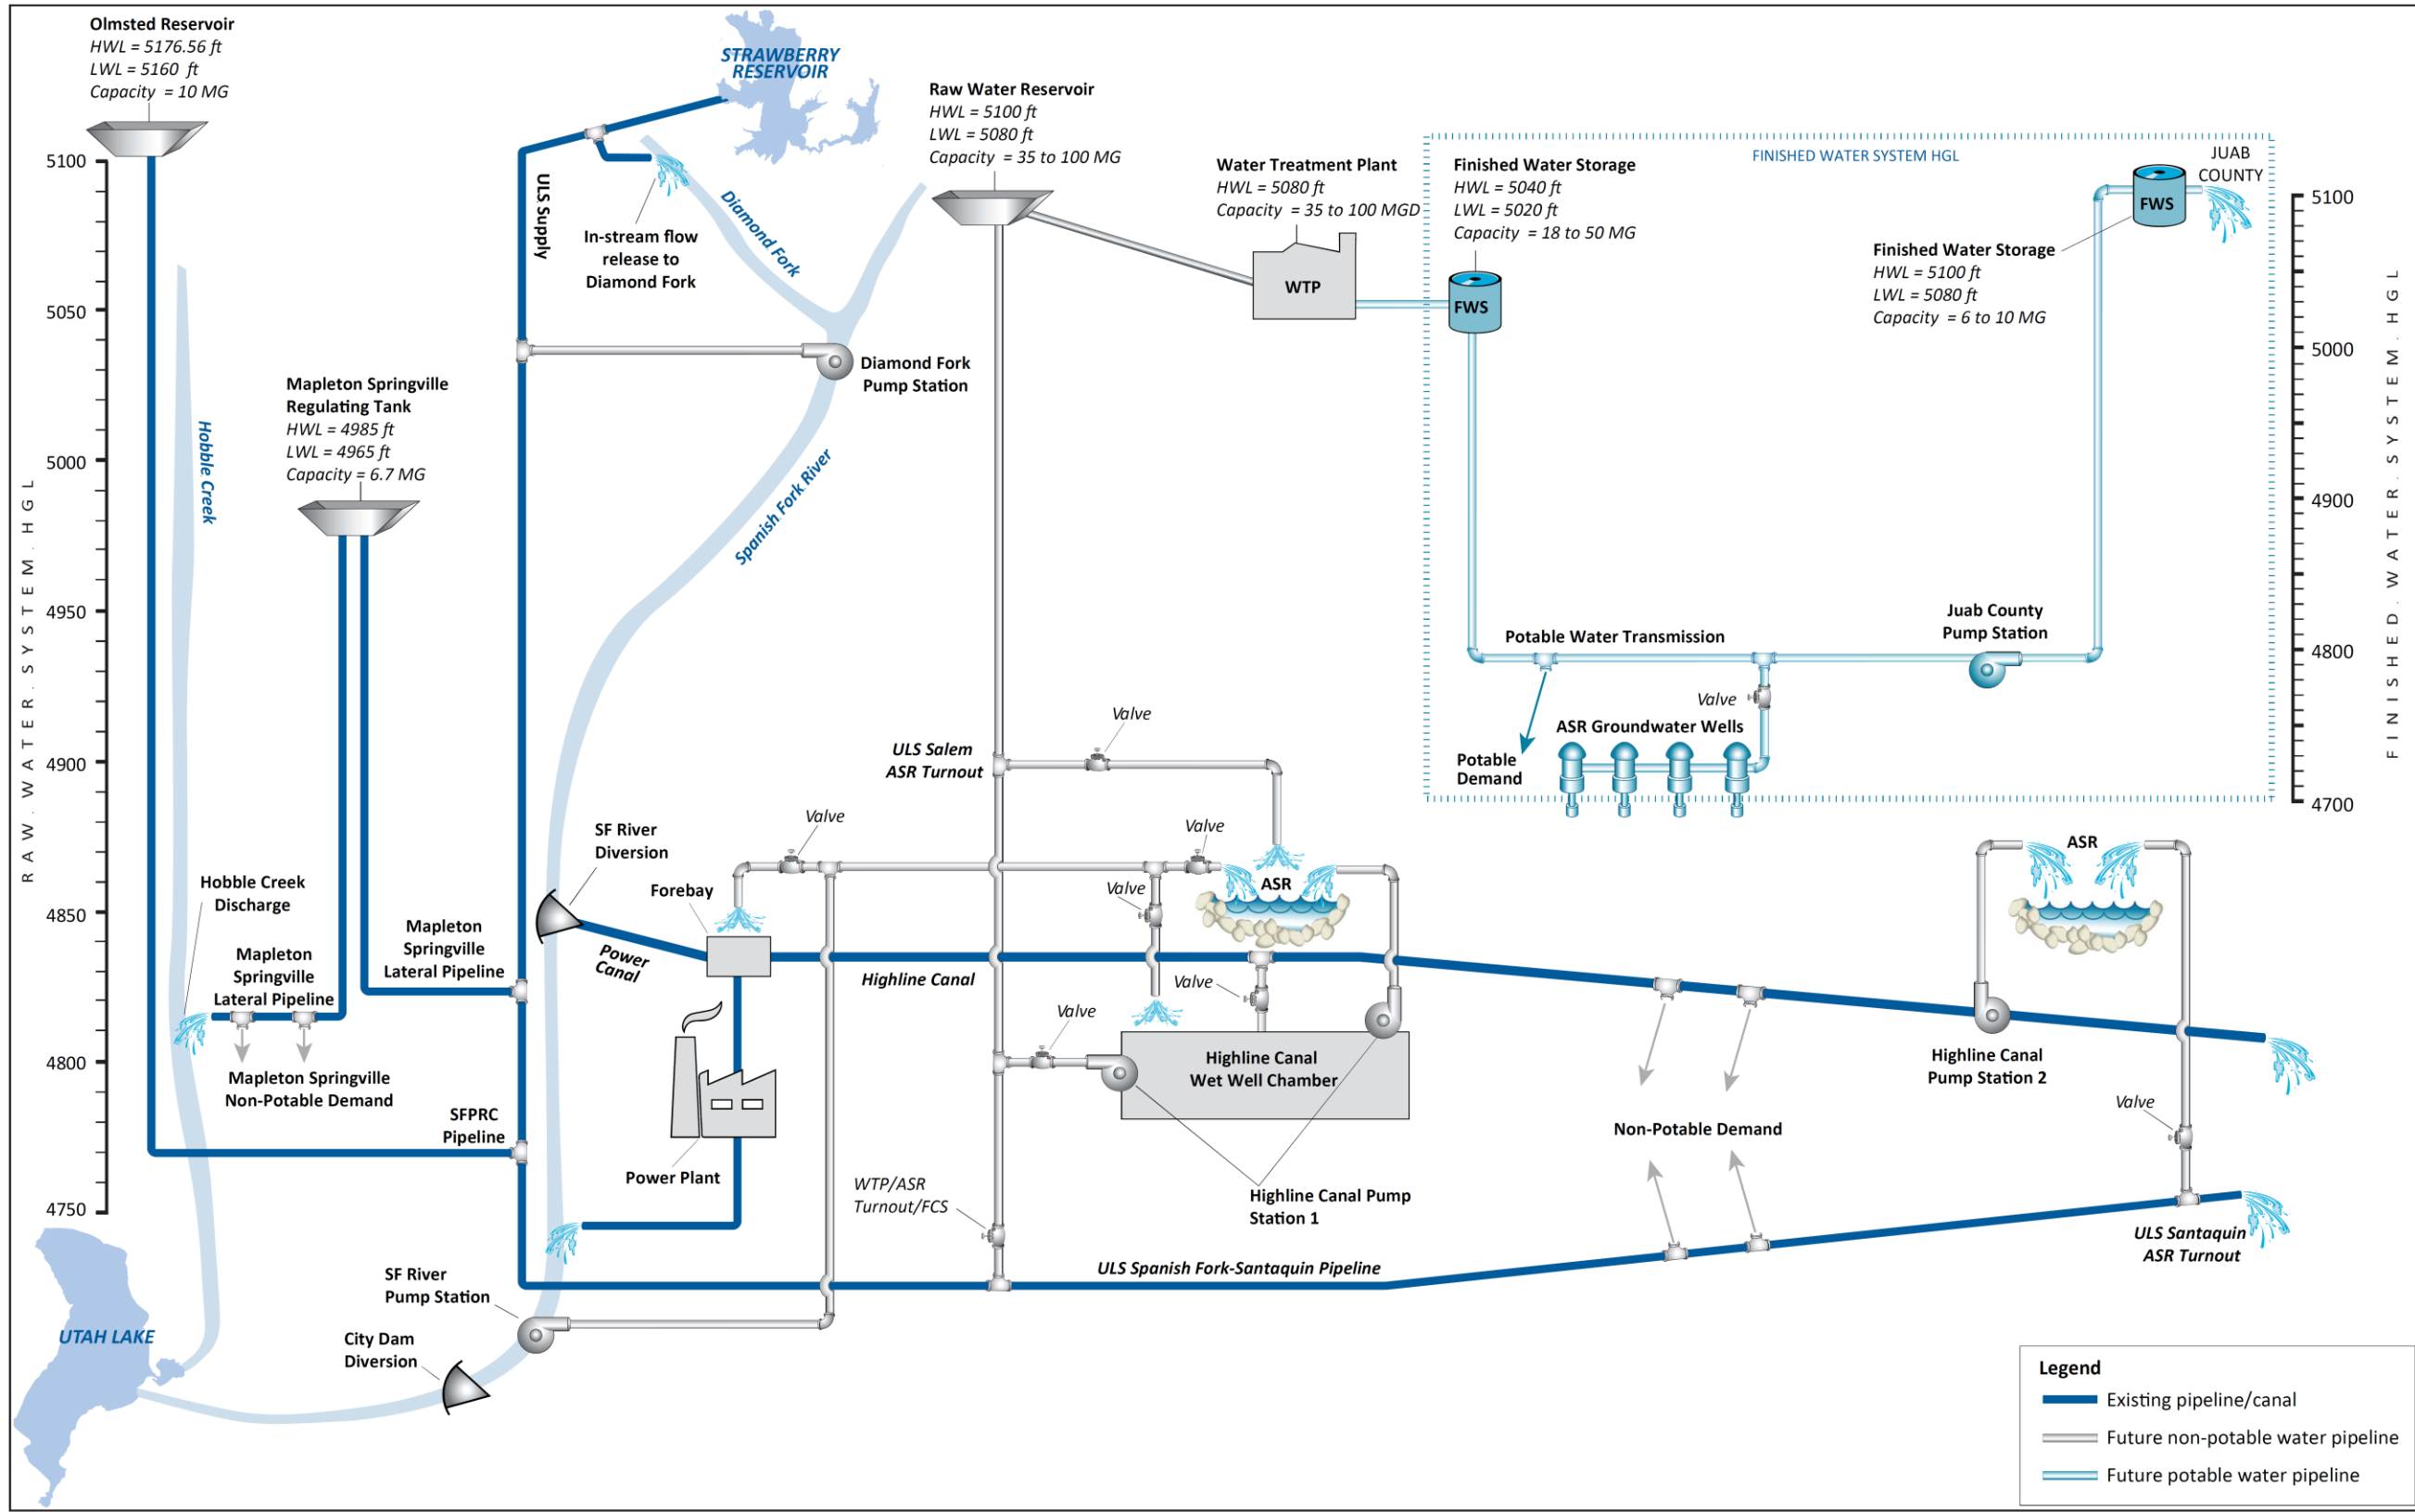 Olmsted Reservoir
HWL = 5176.56 ft
LWL = 5160 ft
Capacity = 10 MG
STRAWBERRY
RESERVOIR
Raw Water Reservoir
HWL = 5100 ft
LWL = 5080 ft
Capacity = 35 to 100 MG
Water Treatment Plant
HWL = 5080 ft
Capacity = 35 to 100 MGD
WTP
Finished Water Storage
HWL = 5040 ft
LWL = 5020 ft
Capacity = 18 to 50 MG
FWS
FINISHED WATER SYSTEM HGL
JUAB
COUNTY
FWS
Finished Water Storage
HWL = 5100 ft
LWL = 5080 ft
Capacity = 6 to 10 MG
RAW.WATER.SYSTEM.HGL
5100
5050
5000
4950
4900
4850
4800
4750
FINISHED.WATER.SYSTEM.HGL
5100
5000
4900
4800
4700
ULS Supply
In-stream flow
release to
Diamond Fork
Diamond Fork
Diamond Fork
Pump Station
Spanish Fork River
Hobble Creek
Mapleton Springville
Regulating Tank
HWL = 4985 ft
LWL = 4965 ft
Capacity = 6.7 MG
Potable Water Transmission
Juab County
Pump Station
Valve
ASR Groundwater Wells
Potable
Demand
Valve
ULS Salem
ASR Turnout
Valve
Valve
SF River
Diversion
Forebay
Valve
ASR
ASR
Hobble Creek
Discharge
Mapleton
Springville
Lateral Pipeline
Mapleton
Springville
Lateral Pipeline
Power
Canal
Highline Canal
Valve
Valve
Highline Canal
Wet Well Chamber
Highline Canal
Pump Station 2
Mapleton Springville
Non-Potable Demand
SFPRC
Pipeline
Non-Potable Demand
Valve
Power Plant
WTP/ASR
Turnout/FCS
Highline Canal Pump
Station 1
ULS Santaquin
ASR Turnout
ULS Spanish Fork-Santaquin Pipeline
SF River
Pump Station
City Dam
Diversion
UTAH LAKE
Legend
Existing pipeline/canal
Future non-potable water pipeline
Future potable water pipeline